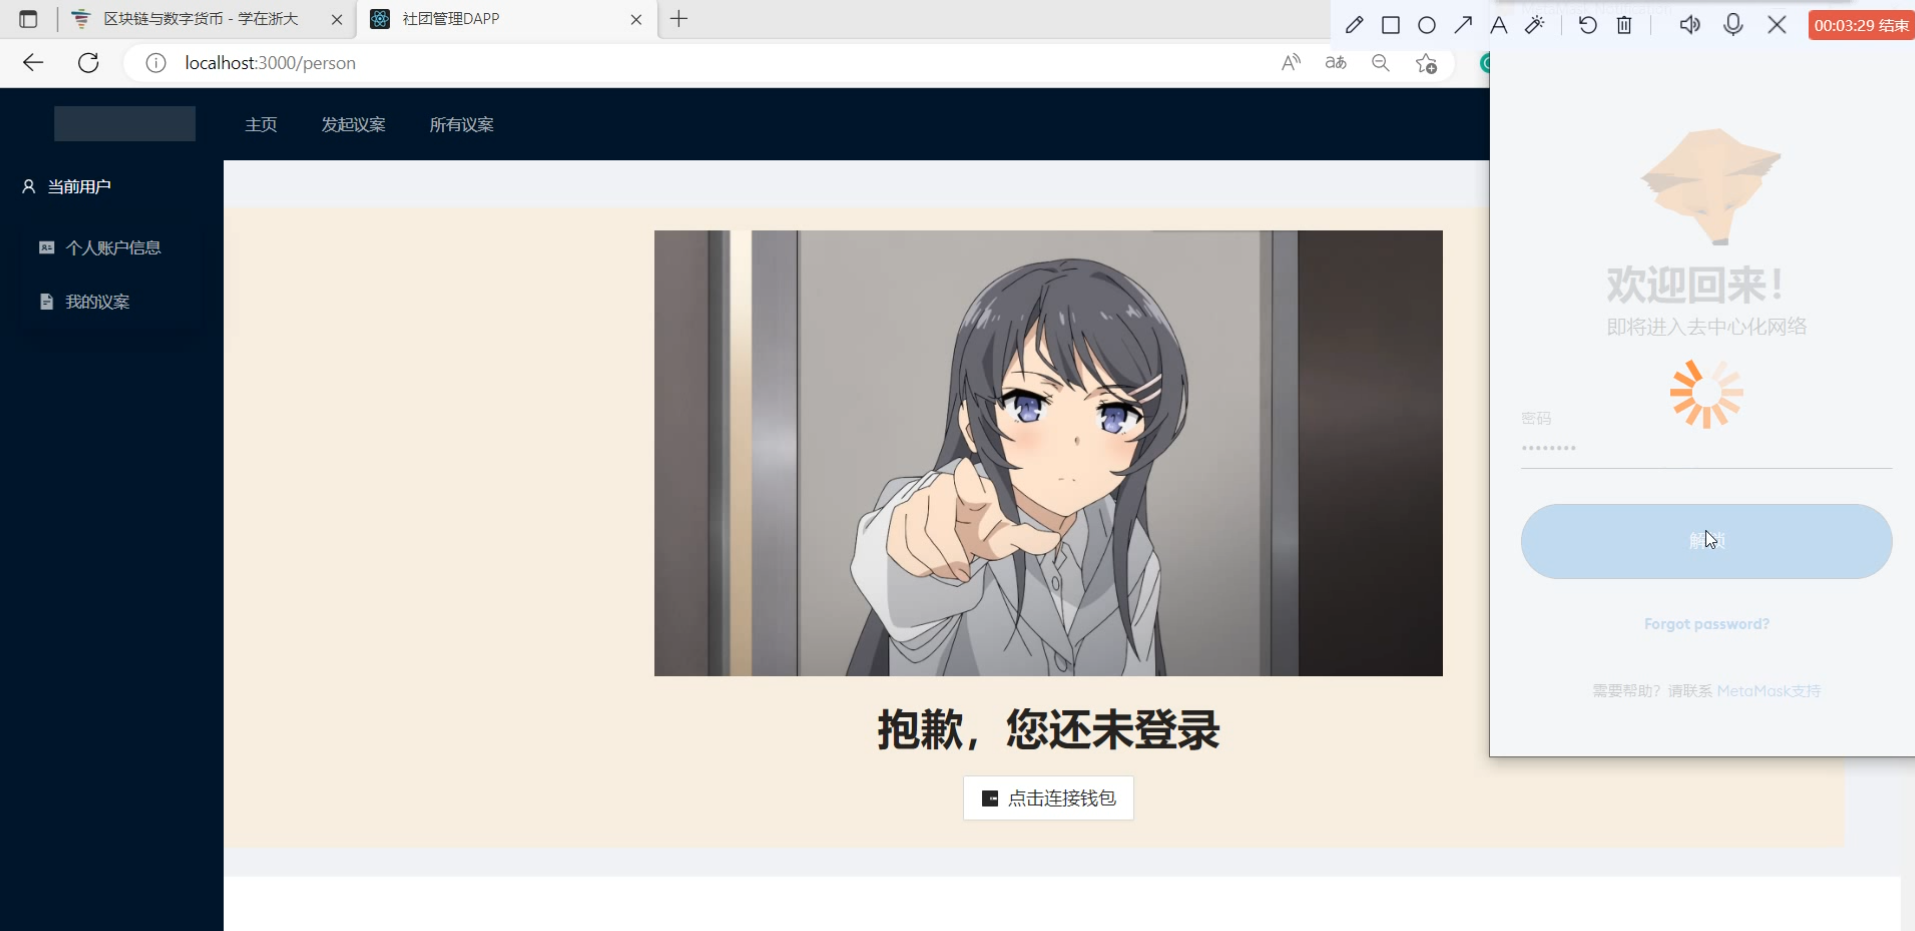 区块链与数字货币 - 学在浙大
社团管理DAPP
00:03:29 结束
localhost:3000/person
aあ
主页
发起议案
所有议案
当前用户
个人账户信息
我的议案
抱歉，您还未登录
点击连接钱包
欢迎回来!
即将进入去中心化网络
密码
解锁
Forgot password?
需要帮助？请联系 MetaMask支持